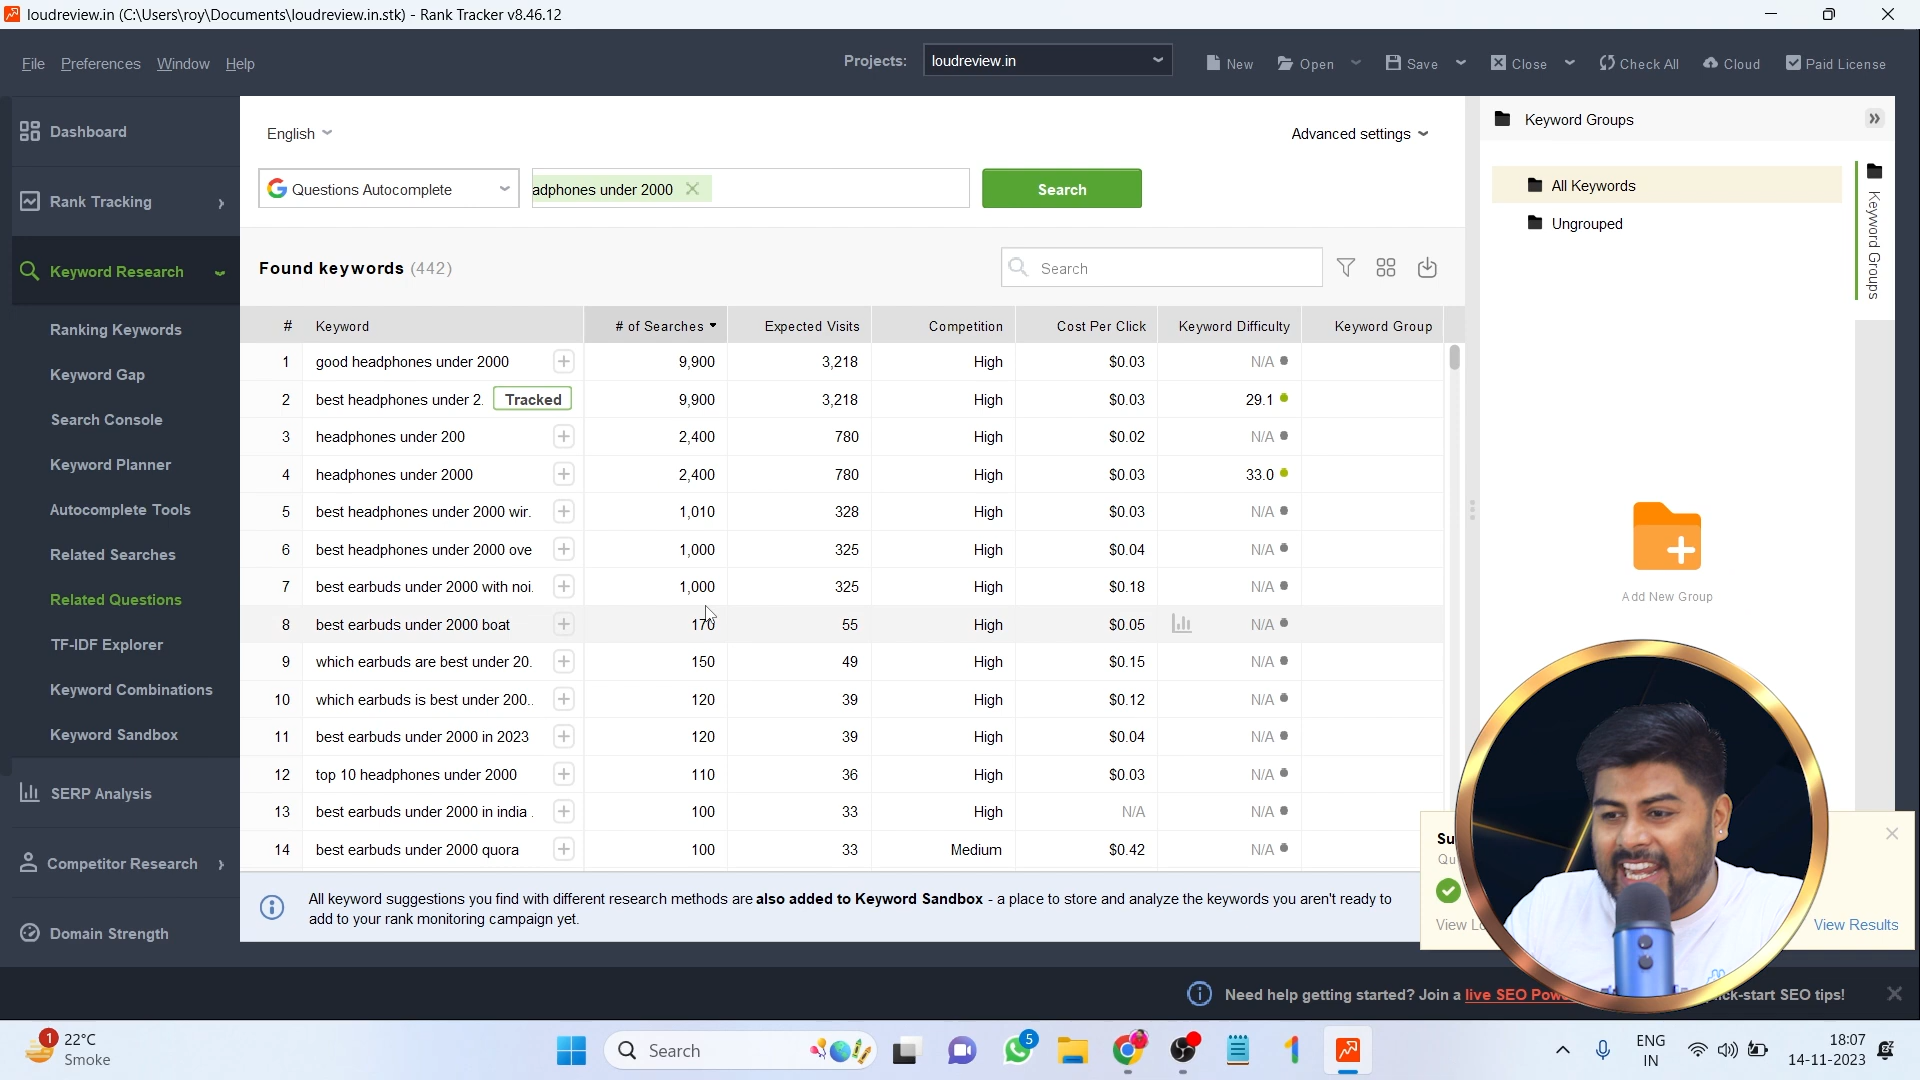 loudreview.in (C:\Users\roy\Documents\loudreview.in.stk) - Rank Tracker v8.46.12
File Preferences Window Help
Projects: loudreview.in New Open Save Close Check All Cloud Paid License
Dashboard
Rank Tracking
Keyword Research
Ranking Keywords
Keyword Gap
Search Console
Keyword Planner
Autocomplete Tools
Related Searches
Related Questions
TF-IDF Explorer
Keyword Combinations
Keyword Sandbox
SERP Analysis
Competitor Research
Domain Strength
English
Advanced settings
Questions Autocomplete
adphones under 2000
Search
Found keywords (442)
Search
# Keyword # of Searches Expected Visits Competition Cost Per Click Keyword Difficulty Keyword Group
1 good headphones under 2000 9,900 3,218 High $0.03 N/A
2 best headphones under 2. Tracked 9,900 3,218 High $0.03 29.1
3 headphones under 200 2,400 780 High $0.02 N/A
4 headphones under 2000 2,400 780 High $0.03 33.0
5 best headphones under 2000 wir. 1,010 328 High $0.03 N/A
6 best headphones under 2000 ove 1,000 325 High $0.04 N/A
7 best earbuds under 2000 with noi. 1,000 325 High $0.18 N/A
8 best earbuds under 2000 boat 170 55 High $0.05 N/A
9 which earbuds are best under 20. 150 49 High $0.15 N/A
10 which earbuds is best under 200.. 120 39 High $0.12 N/A
11 best earbuds under 2000 in 2023 120 39 High $0.04 N/A
12 top 10 headphones under 2000 110 36 High $0.03 N/A
13 best earbuds under 2000 in india . 100 33 High N/A N/A
14 best earbuds under 2000 quora 100 33 Medium $0.42 N/A
All keyword suggestions you find with different research methods are also added to Keyword Sandbox - a place to store and analyze the keywords you aren't ready to
add to your rank monitoring campaign yet.
Keyword Groups
All Keywords
Ungrouped
Keyword Groups
Add New Group
Su
Qu
View Results
Need help getting started? Join a live SEO ck-start SEO tips!
1
22°C
Smoke
Search
5
ENG
IN
18:07
14-11-2023